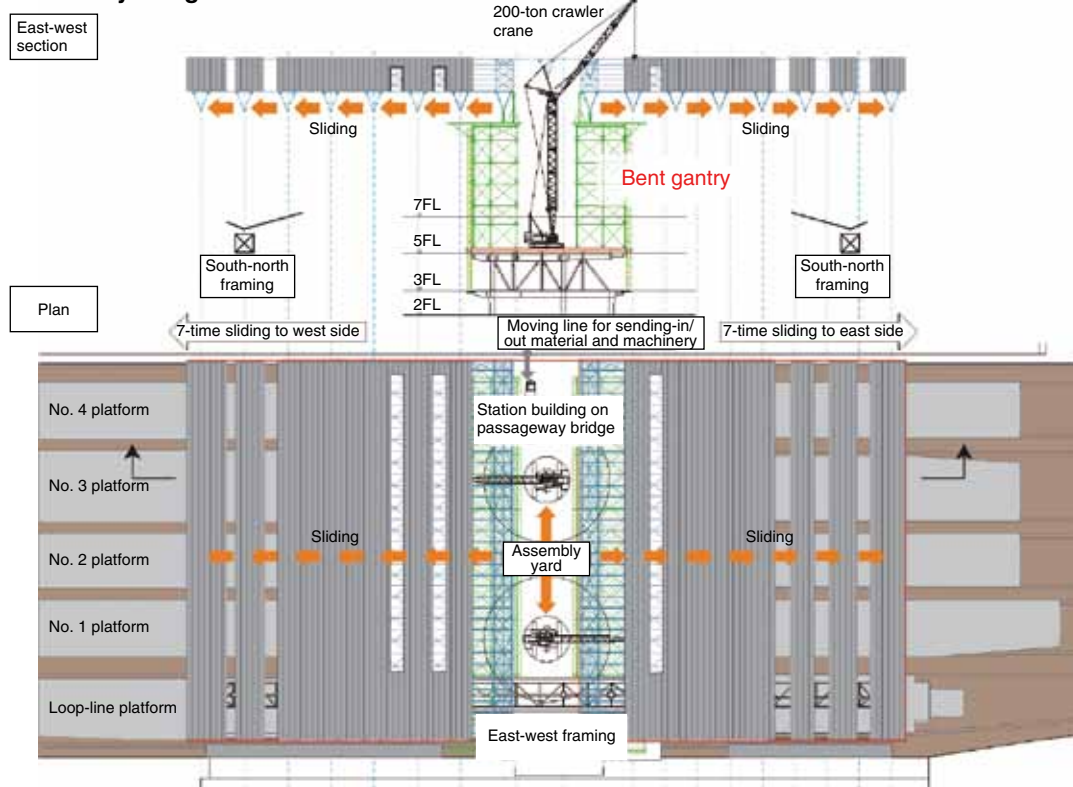 200-ton crawler
crane
East-west
section
Sliding
Sliding
Bent gantry
7FL
5FL
3FL
2FL
South-north
framing
South-north
framing
Plan
7-time sliding to west side
Moving line for sending-in/
out material and machinery
7-time sliding to east side
No. 4 platform
Station building on
passageway bridge
No. 3 platform
Sliding
Sliding
No. 2 platform
Assembly
yard
No. 1 platform
Loop-line platform
East-west framing